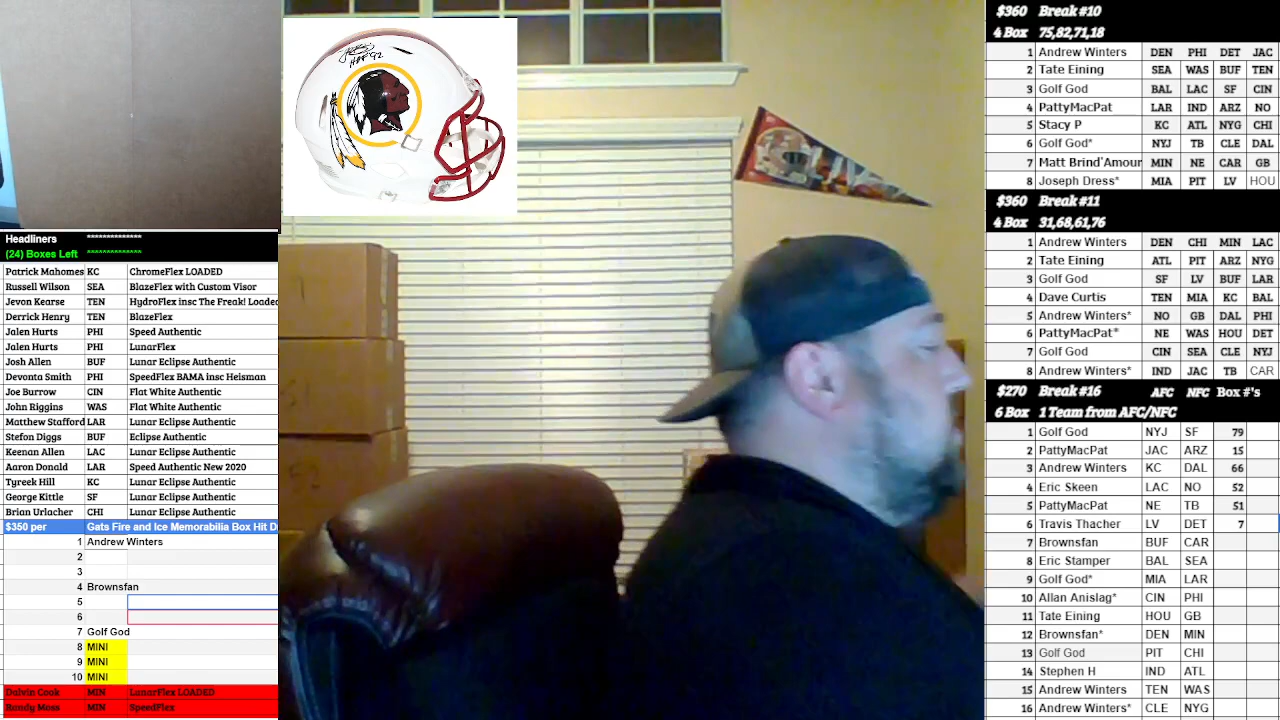 HOF 92
Headliners **************
(24) Boxes Left **************
Patrick Mahomes KC ChromeFlex LOADED
Russell Wilson SEA BlazeFlex with Custom Visor
Jevon Kearse TEN HydroFlex insc The Freak! Loaded
Derrick Henry TEN BlazeFlex
Jalen Hurts PHI Speed Authentic
Jalen Hurts PHI LunarFlex
Josh Allen BUF Lunar Eclipse Authentic
Devonta Smith PHI SpeedFlex BAMA insc Heisman
Joe Burrow CIN Flat White Authentic
John Riggins WAS Flat White Authentic
Matthew Stafford LAR Lunar Eclipse Authentic
Stefon Diggs BUF Eclipse Authentic
Keenan Allen LAC Lunar Eclipse Authentic
Aaron Donald LAR Speed Authentic New 2020
Tyreek Hill KC Lunar Eclipse Authentic
George Kittle SF Lunar Eclipse Authentic
Brian Urlacher CHI Lunar Eclipse Authentic
$350 per Gats Fire and Ice Memorabilia Box Hit D
1 Andrew Winters
2
3
4 Brownsfan
5
6
7 Golf God
8 MINI
9 MINI
10 MINI
Dalvin Cook MIN LunarFlex LOADED
Randy Moss MIN SpeedFlex
$360 Break #10
4 Box 75,82,71,18
1 Andrew Winters DEN PHI DET JAC
2 Tate Eining SEA WAS BUF TEN
3 Golf God BAL LAC SF CIN
4 PattyMacPat LAR IND ARZ NO
5 Stacy P KC ATL NYG CHI
6 Golf God* NYJ TB CLE DAL
7 Matt Brind'Amour MIN NE CAR GB
8 Joseph Dress* MIA PIT LV HOU
$360 Break #11
4 Box 31,68,61,76
1 Andrew Winters DEN CHI MIN LAC
2 Tate Eining ATL PIT ARZ NYG
3 Golf God SF LV BUF LAR
4 Dave Curtis TEN MIA KC BAL
5 Andrew Winters* NO GB DAL PHI
6 PattyMacPat* NE WAS HOU DET
7 Golf God CIN SEA CLE NYJ
8 Andrew Winters* IND JAC TB CAR
$270 Break #16 AFC NFC Box #'s
6 Box 1 Team from AFC/NFC
1 Golf God NYJ SF 79
2 PattyMacPat JAC ARZ 15
3 Andrew Winters KC DAL 66
4 Eric Skeen LAC NO 52
5 PattyMacPat NE TB 51
6 Travis Thacher LV DET 7
7 Brownsfan BUF CAR
8 Eric Stamper BAL SEA
9 Golf God* MIA LAR
10 Allan Anislag* CIN PHI
11 Tate Eining HOU GB
12 Brownsfan* DEN MIN
13 Golf God PIT CHI
14 Stephen H IND ATL
15 Andrew Winters TEN WAS
16 Andrew Winters* CLE NYG